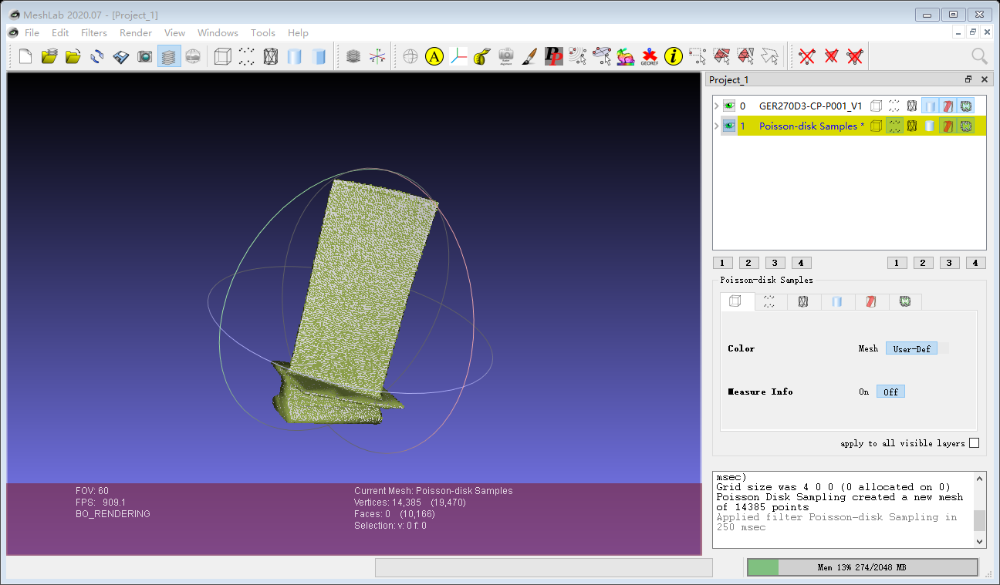 MeshLab 2020.07 - [Project_1]
File Edit Filters Render View Windows Tools Help
A
PP
GEOREF
i
Project_1
0 GER270D3-CP-P001_V1
1 Poisson-disk Samples *
1 2 3 4 1 2 3 4
Poisson-disk Samples
Color Mesh User-Def
Measure Info On Off
apply to all visible layers
msec)
Grid size was 4 0 0 (0 allocated on 0)
Poisson Disk Sampling created a new mesh
of 14385 points
Applied filter Poisson-disk Sampling in
250 msec
FOV: 60
FPS: 909.1
BO_RENDERING
Current Mesh: Poisson-disk Samples
Vertices: 14,385 (19,470)
Faces: 0 (10,166)
Selection: v: 0 f: 0
Mem 13% 274/2048 MB